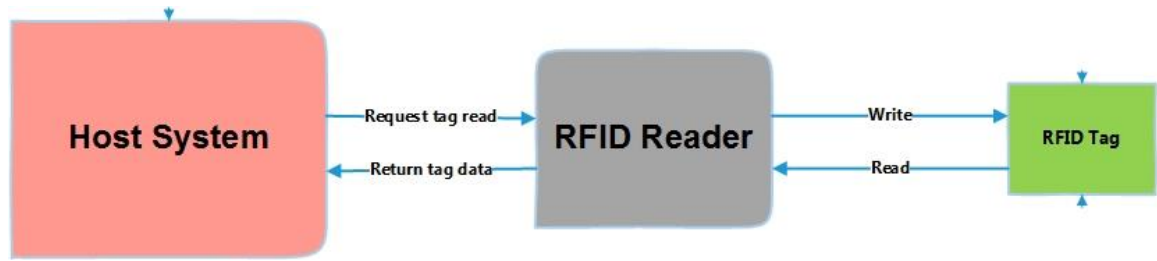 Host System
Request tag read
Return tag data
RFID Reader
Write
Read
RFID Tag